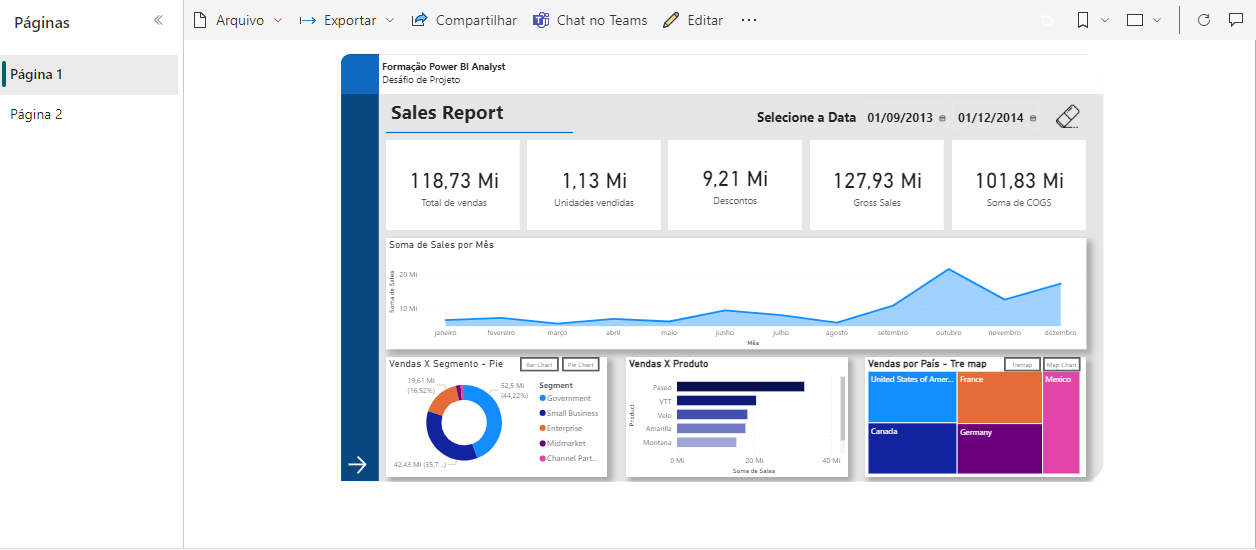 Páginas
Arquivo
Exportar
Compartilhar
Chat no Teams
Editar
Página 1
Página 2
Formação Power BI Analyst
Desáfio de Projeto
Sales Report
Selecione a Data 01/09/2013 01/12/2014
118,73 Mi
Total de vendas
1,13 Mi
Unidades vendidas
9,21 Mi
Descontos
127,93 Mi
Gross Sales
101,83 Mi
Soma de COGS
Soma de Sales por Mês
Soma de Sales
20 Mi
10 Mi
janeiro fevereiro março abril maio junho julho agosto setembro outubro novembro dezembro
Mês
Vendas X Segmento - Pie
Bar Chart
Pie Chart
19,61 Mi
(16,52%)
52,5 Mi
(44,22%)
42,43 Mi (35,7...)
Segment
Government
Small Business
Enterprise
Midmarket
Channel Part...
Vendas X Produto
Product
Paseo
VTT
Velo
Amarilla
Montana
0 Mi 20 Mi 40 Mi
Soma de Sales
Vendas por País - Tre map
Tremap
Map Chart
United States of Amer...
France
Mexico
Canada
Germany